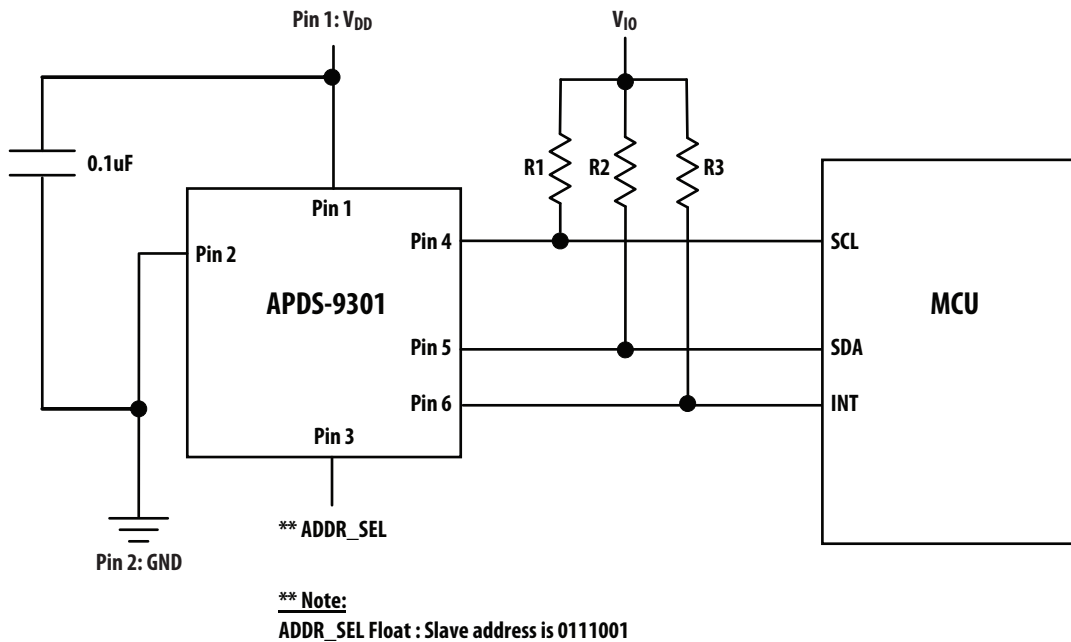 Pin 1: VDD
VIO
0.1uF
R1
R2
R3
Pin 1
Pin 2
Pin 4
SCL
APDS-9301
MCU
Pin 5
SDA
Pin 6
INT
Pin 3
** ADDR_SEL
Pin 2: GND
** Note:
ADDR_SEL Float : Slave address is 0111001